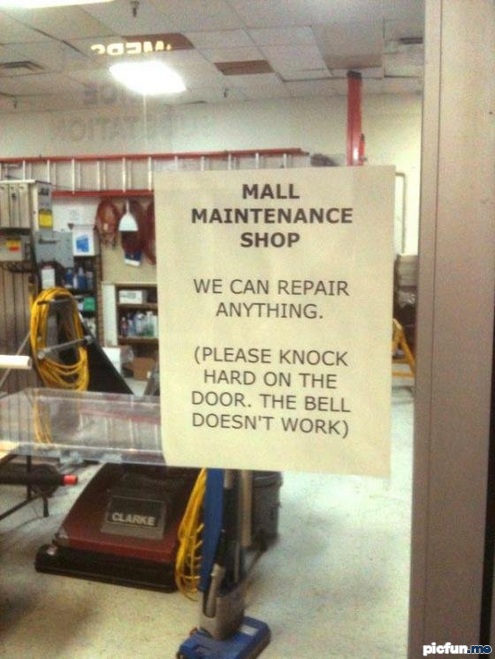 MALL
MAINTENANCE
SHOP
WE CAN REPAIR
ANYTHING.
(PLEASE KNOCK
HARD ON THE
DOOR. THE BELL
DOESN'T WORK)
CLARKE
picfun.mo